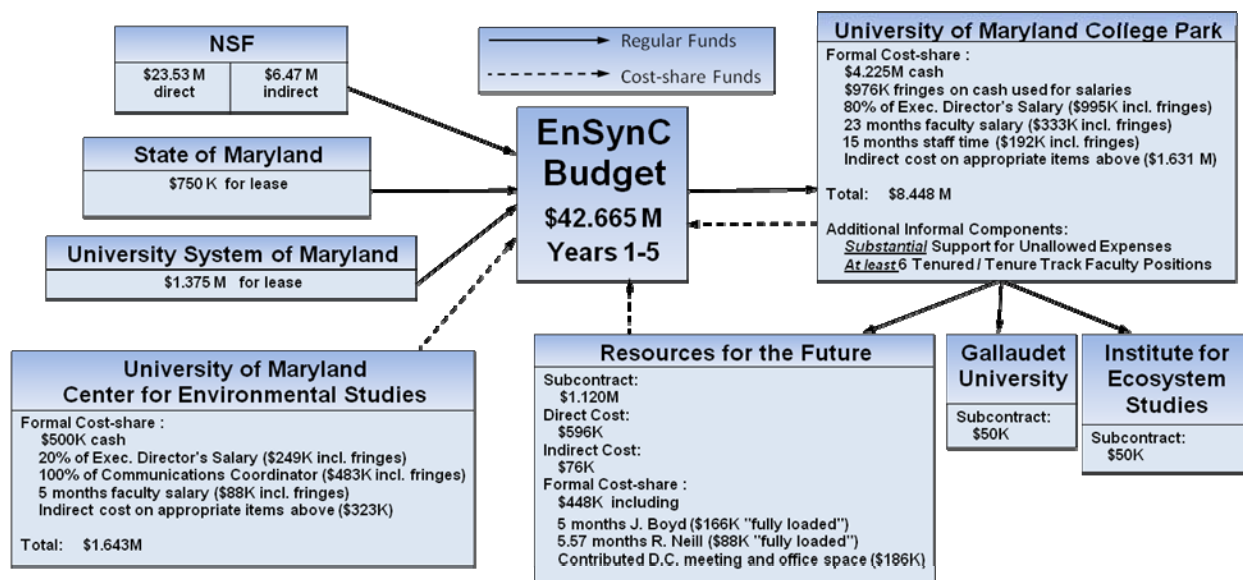 NSF
$23.53 M
direct
$6.47 M
indirect
State of Maryland
$750 K for lease
University System of Maryland
$1.375 M for lease
University of Maryland
Center for Environmental Studies
Formal Cost-share :
$500K cash
20% of Exec. Director's Salary ($249K incl. fringes)
100% of Communications Coordinator ($483K incl. fringes)
5 months faculty salary ($88K incl. fringes)
Indirect cost on appropriate items above ($323K)
Total: $1.643M
Regular Funds
Cost-share Funds
EnSynC
Budget
$42.665 M
Years 1-5
University of Maryland College Park
Formal Cost-share :
$4.225M cash
$976K fringes on cash used for salaries
80% of Exec. Director's Salary ($995K incl. fringes)
23 months faculty salary ($333K incl. fringes)
15 months staff time ($192K incl. fringes)
Indirect cost on appropriate items above ($1.631 M)
Total: $8.448 M
Additional Informal Components:
Substantial Support for Unallowed Expenses
At least 6 Tenured / Tenure Track Faculty Positions
Resources for the Future
Subcontract:
$1.120M
Direct Cost:
$596K
Indirect Cost:
$76K
Formal Cost-share :
$448K including
5 months J. Boyd ($166K "fully loaded")
5.57 months R. Neill ($88K "fully loaded")
Contributed D.C. meeting and office space ($186K)
Gallaudet
University
Subcontract:
$50K
Institute for
Ecosystem
Studies
Subcontract:
$50K